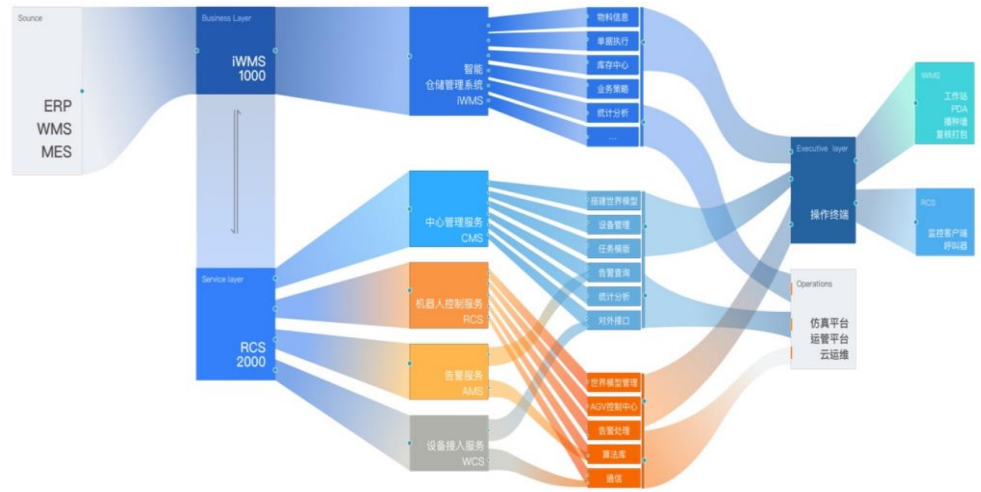 Source
ERP
WMS
MES
Business Layer
iWMS
1000
Service layer
RCS
2000
智能
仓储管理系统
iWMS
中心管理服务
CMS
机器人控制服务
RCS
告警服务
AMS
设备接入服务
WCS
物料信息
单据执行
库存中心
业务策略
统计分析
...
搭建世界模型
设备管理
任务模版
告警查询
统计分析
对外接口
世界模型管理
AGV控制中心
告警处理
算法库
通信
Executive layer
操作终端
Operations
仿真平台
运管平台
云运维
iWMS
工作站
PDA
播种墙
复核打包
RCS
监控客户端
呼叫器